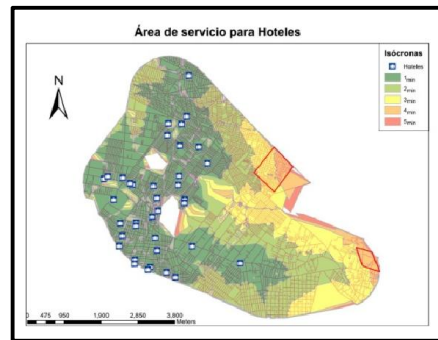 Área de servicio para Hoteles
N
Isócronas
Hoteles
1min
2min
3min
4min
5min
0 475 950 1,900 2,850 3,800
Meters